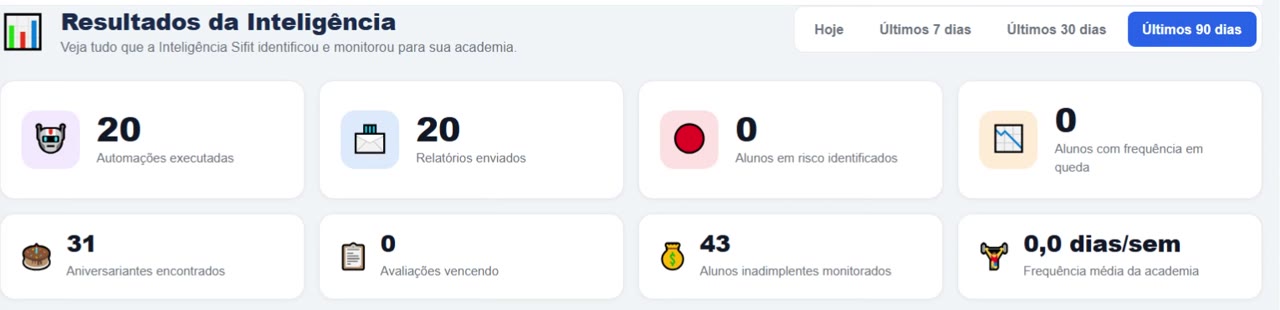 Resultados da Inteligência
Veja tudo que a Inteligência Sifit identificou e monitorou para sua academia.
Hoje
Últimos 7 dias
Últimos 30 dias
Últimos 90 dias
20
Automações executadas
20
Relatórios enviados
0
Alunos em risco identificados
0
Alunos com frequência em
queda
31
Aniversariantes encontrados
0
Avaliações vencendo
43
Alunos inadimplentes monitorados
0,0 dias/sem
Frequência média da academia